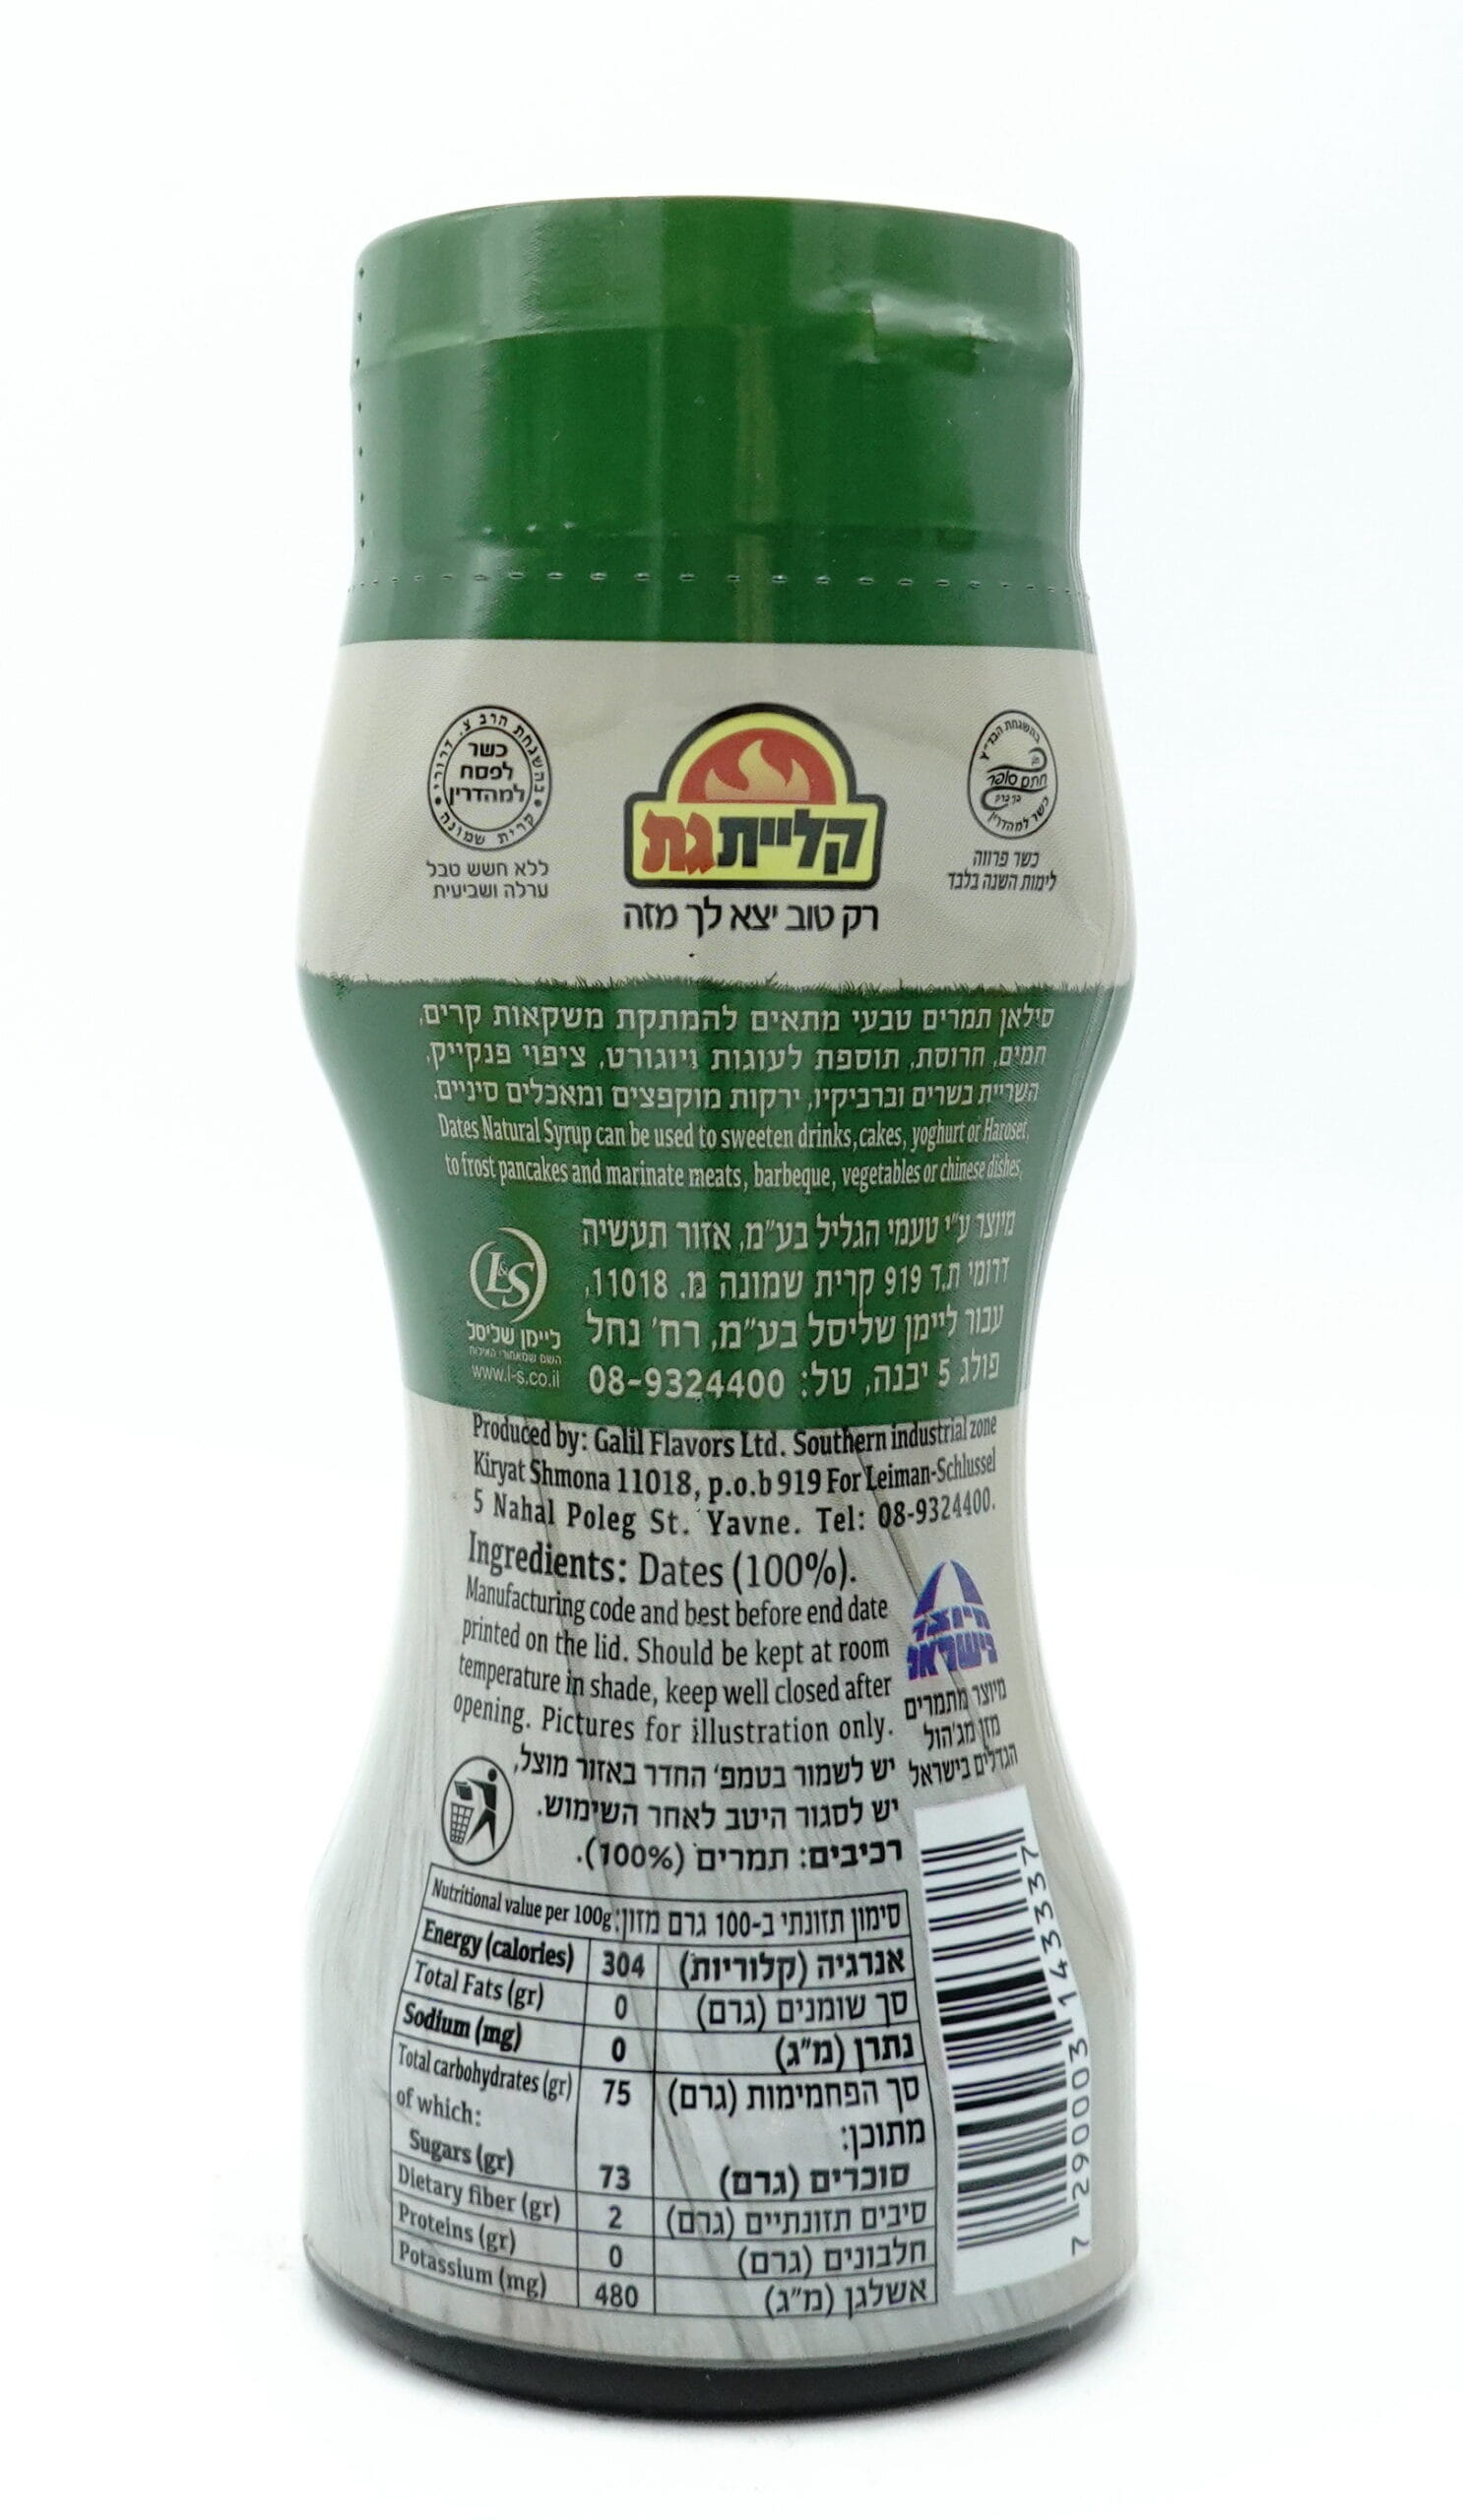 בהשגחת הרב צ. דרורי • קרית שמונה •
כשר
לפסח
למהדרין
ללא חשש טבל
ערלה ושביעית
קלייתגת
רק טוב יצא לך מזה
בהשגחת הבד"ץ
חתם סופר
בני ברק
כשר למהדרין
כשר פרווה
לימות השנה בלבד
סילאן תמרים טבעי מתאים להמתקת משקאות קרים,
חמים, חרוסת, תוספת לעוגות ויוגורט, ציפוי פנקייק,
השריית בשרים וברביקיו, ירקות מוקפצים ומאכלים סיניים.
Dates Natural Syrup can be used to sweeten drinks, cakes, yoghurt or Haroset,
to frost pancakes and marinate meats, barbeque, vegetables or chinese dishes,
מיוצר ע"י טעמי הגליל בע"מ, אזור תעשיה
דרומי ת.ד 919 קרית שמונה מ. 11018,
עבור ליימן שליסל בע"מ, רח' נחל
פולג 5 יבנה, טל: 08-9324400
L&S
ליימן שליסל
השם שמאחורי האיכות
www.l-s.co.il
Produced by: Galil Flavors Ltd. Southern industrial zone
Kiryat Shmona 11018, p.o.b 919 For Leiman-Schlussel
5 Nahal Poleg St. Yavne. Tel: 08-9324400.
Ingredients: Dates (100%).
Manufacturing code and best before end date
printed on the lid. Should be kept at room
temperature in shade, keep well closed after
opening. Pictures for illustration only.
מיוצר
בישראל
מיוצר מתמרים
מזן מג'הול
הגדלים בישראל
יש לשמור בטמפ' החדר באזור מוצל,
יש לסגור היטב לאחר השימוש.
רכיבים: תמרים (100%).
Nutritional value per 100g סימון תזונתי ב-100 גרם מזון:
Energy (calories) 304 אנרגיה (קלוריות)
Total Fats (gr) 0 סך שומנים (גרם)
Sodium (mg) 0 נתרן (מ"ג)
Total carbohydrates (gr) 75 סך הפחמימות (גרם)
of which: מתוכן:
Sugars (gr) 73 סוכרים (גרם)
Dietary fiber (gr) 2 סיבים תזונתיים (גרם)
Proteins (gr) 0 חלבונים (גרם)
Potassium (mg) 480 אשלגן (מ"ג)
7 290003 143337